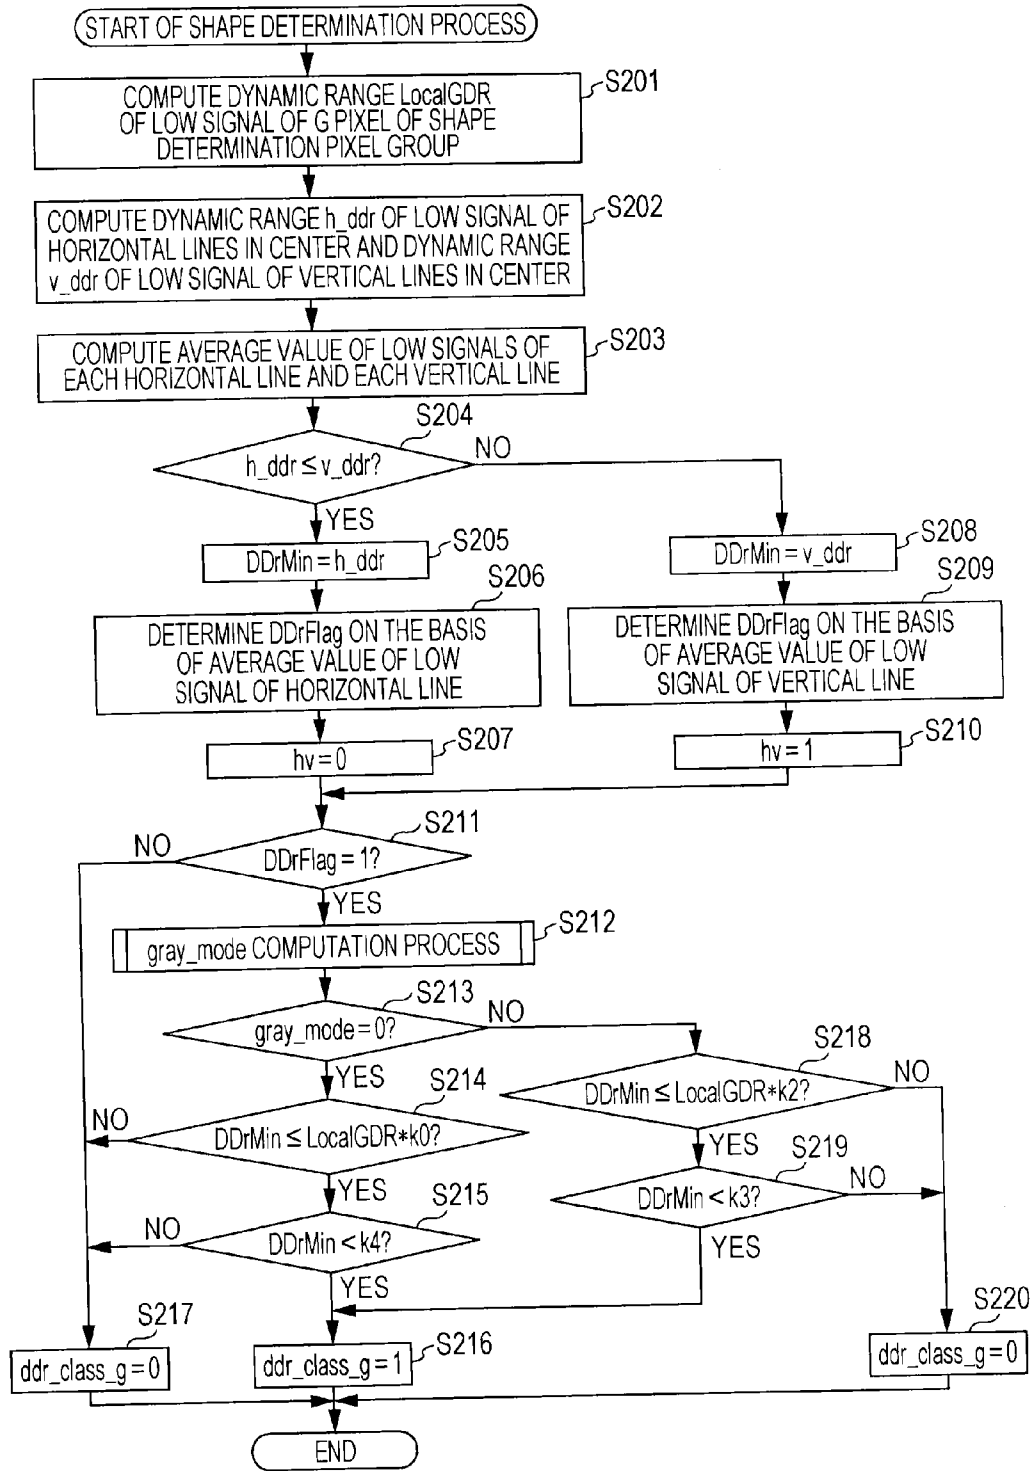 START OF SHAPE DETERMINATION PROCESS
S201
COMPUTE DYNAMIC RANGE LocalGDR
OF LOW SIGNAL OF G PIXEL OF SHAPE
DETERMINATION PIXEL GROUP
S202
COMPUTE DYNAMIC RANGE h_ddr OF LOW SIGNAL OF
HORIZONTAL LINES IN CENTER AND DYNAMIC RANGE
v_ddr OF LOW SIGNAL OF VERTICAL LINES IN CENTER
S203
COMPUTE AVERAGE VALUE OF LOW SIGNALS OF
EACH HORIZONTAL LINE AND EACH VERTICAL LINE
S204
h_ddr ≤ v_ddr?
NO
YES
S205
DDrMin = h_ddr
S208
DDrMin = v_ddr
S206
DETERMINE DDrFlag ON THE BASIS
OF AVERAGE VALUE OF LOW
SIGNAL OF HORIZONTAL LINE
S209
DETERMINE DDrFlag ON THE BASIS
OF AVERAGE VALUE OF LOW
SIGNAL OF VERTICAL LINE
S207
hv = 0
S210
hv = 1
S211
NO
DDrFlag = 1?
YES
S212
gray_mode COMPUTATION PROCESS
S213
gray_mode = 0?
NO
YES
S214
NO
DDrMin ≤ LocalGDR*k0?
YES
S218
DDrMin ≤ LocalGDR*k2?
NO
YES
S215
NO
DDrMin < k4?
YES
S219
DDrMin < k3?
NO
YES
S217
ddr_class_g = 0
S216
ddr_class_g = 1
S220
ddr_class_g = 0
END